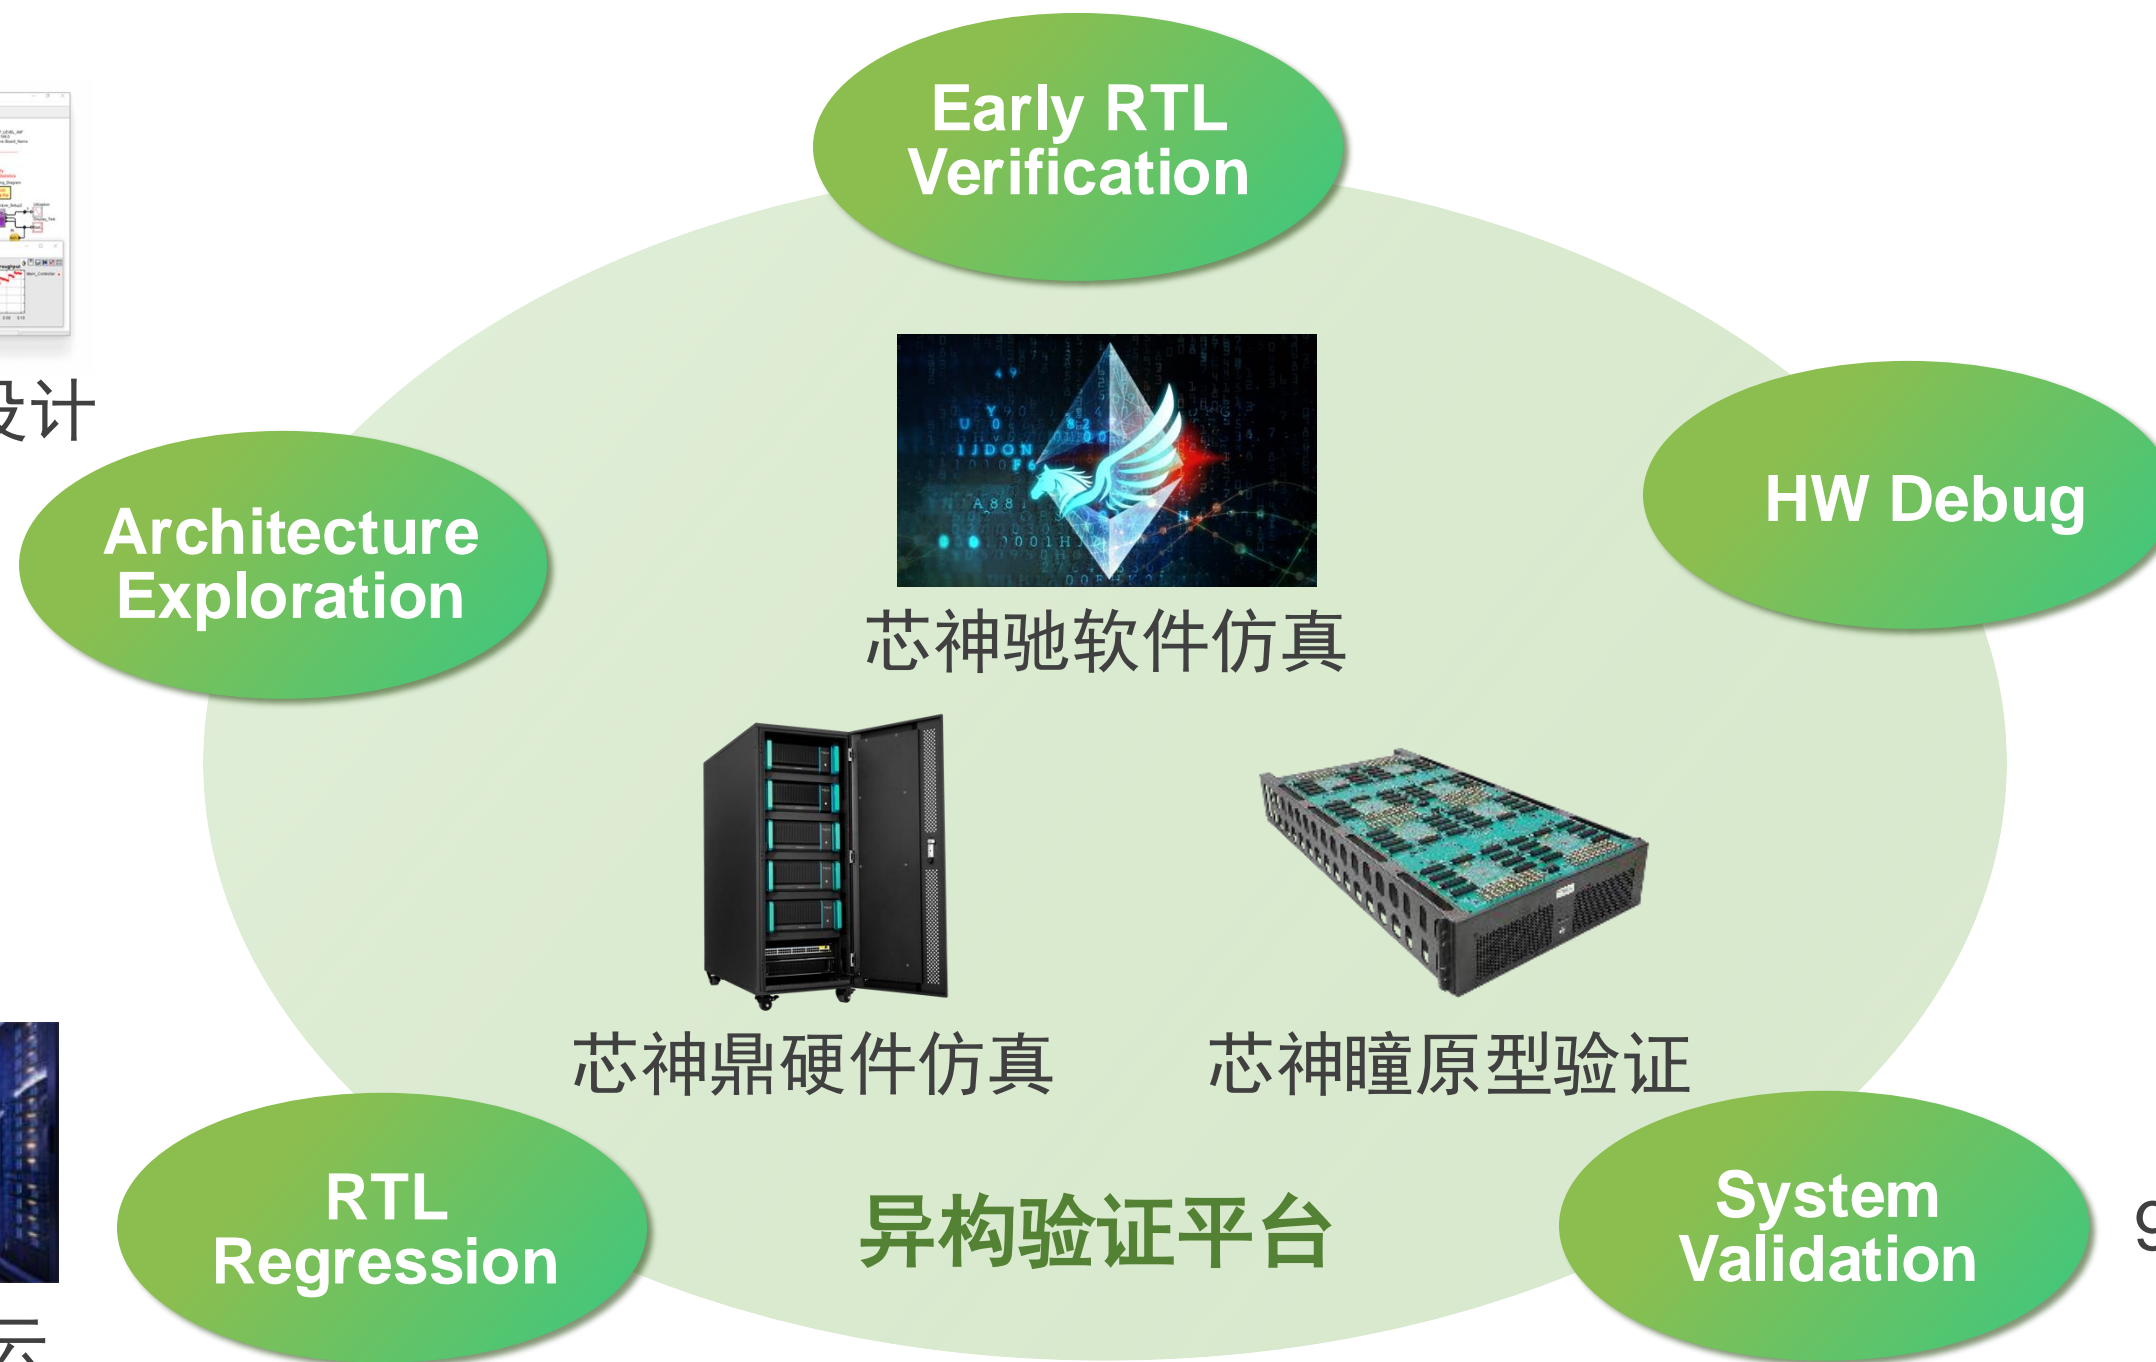 Early RTL
Verification
设计
Architecture
Exploration
HW Debug
芯神驰软件仿真
芯神鼎硬件仿真
芯神瞳原型验证
RTL
Regression
异构验证平台
System
Validation
9
云